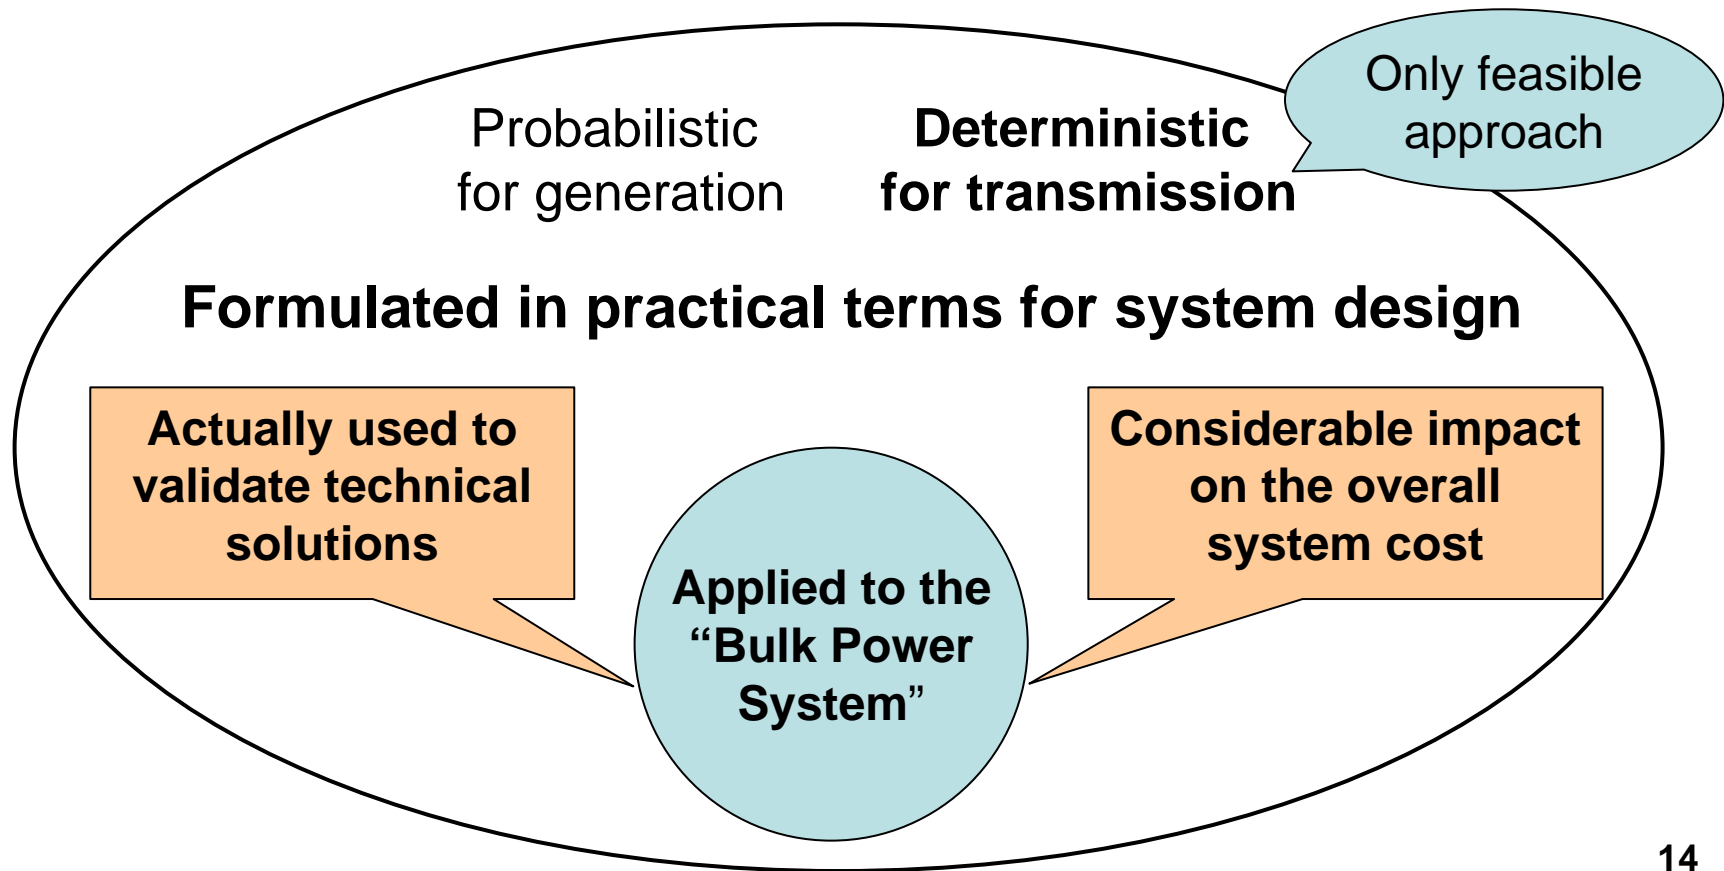 Only feasible
approach
Probabilistic
for generation
Deterministic
for transmission
Formulated in practical terms for system design
Actually used to
validate technical
solutions
Considerable impact
on the overall
system cost
Applied to the
“Bulk Power
System”
14